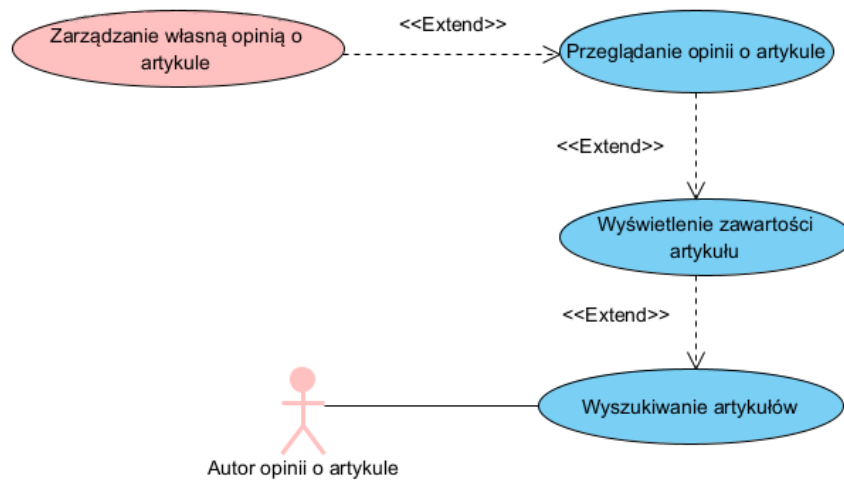 Zarządzanie własną opinią o
artykule
<<Extend>>
Przeglądanie opinii o artykule
<<Extend>>
Wyświetlenie zawartości
artykułu
<<Extend>>
Wyszukiwanie artykułów
Autor opinii o artykule